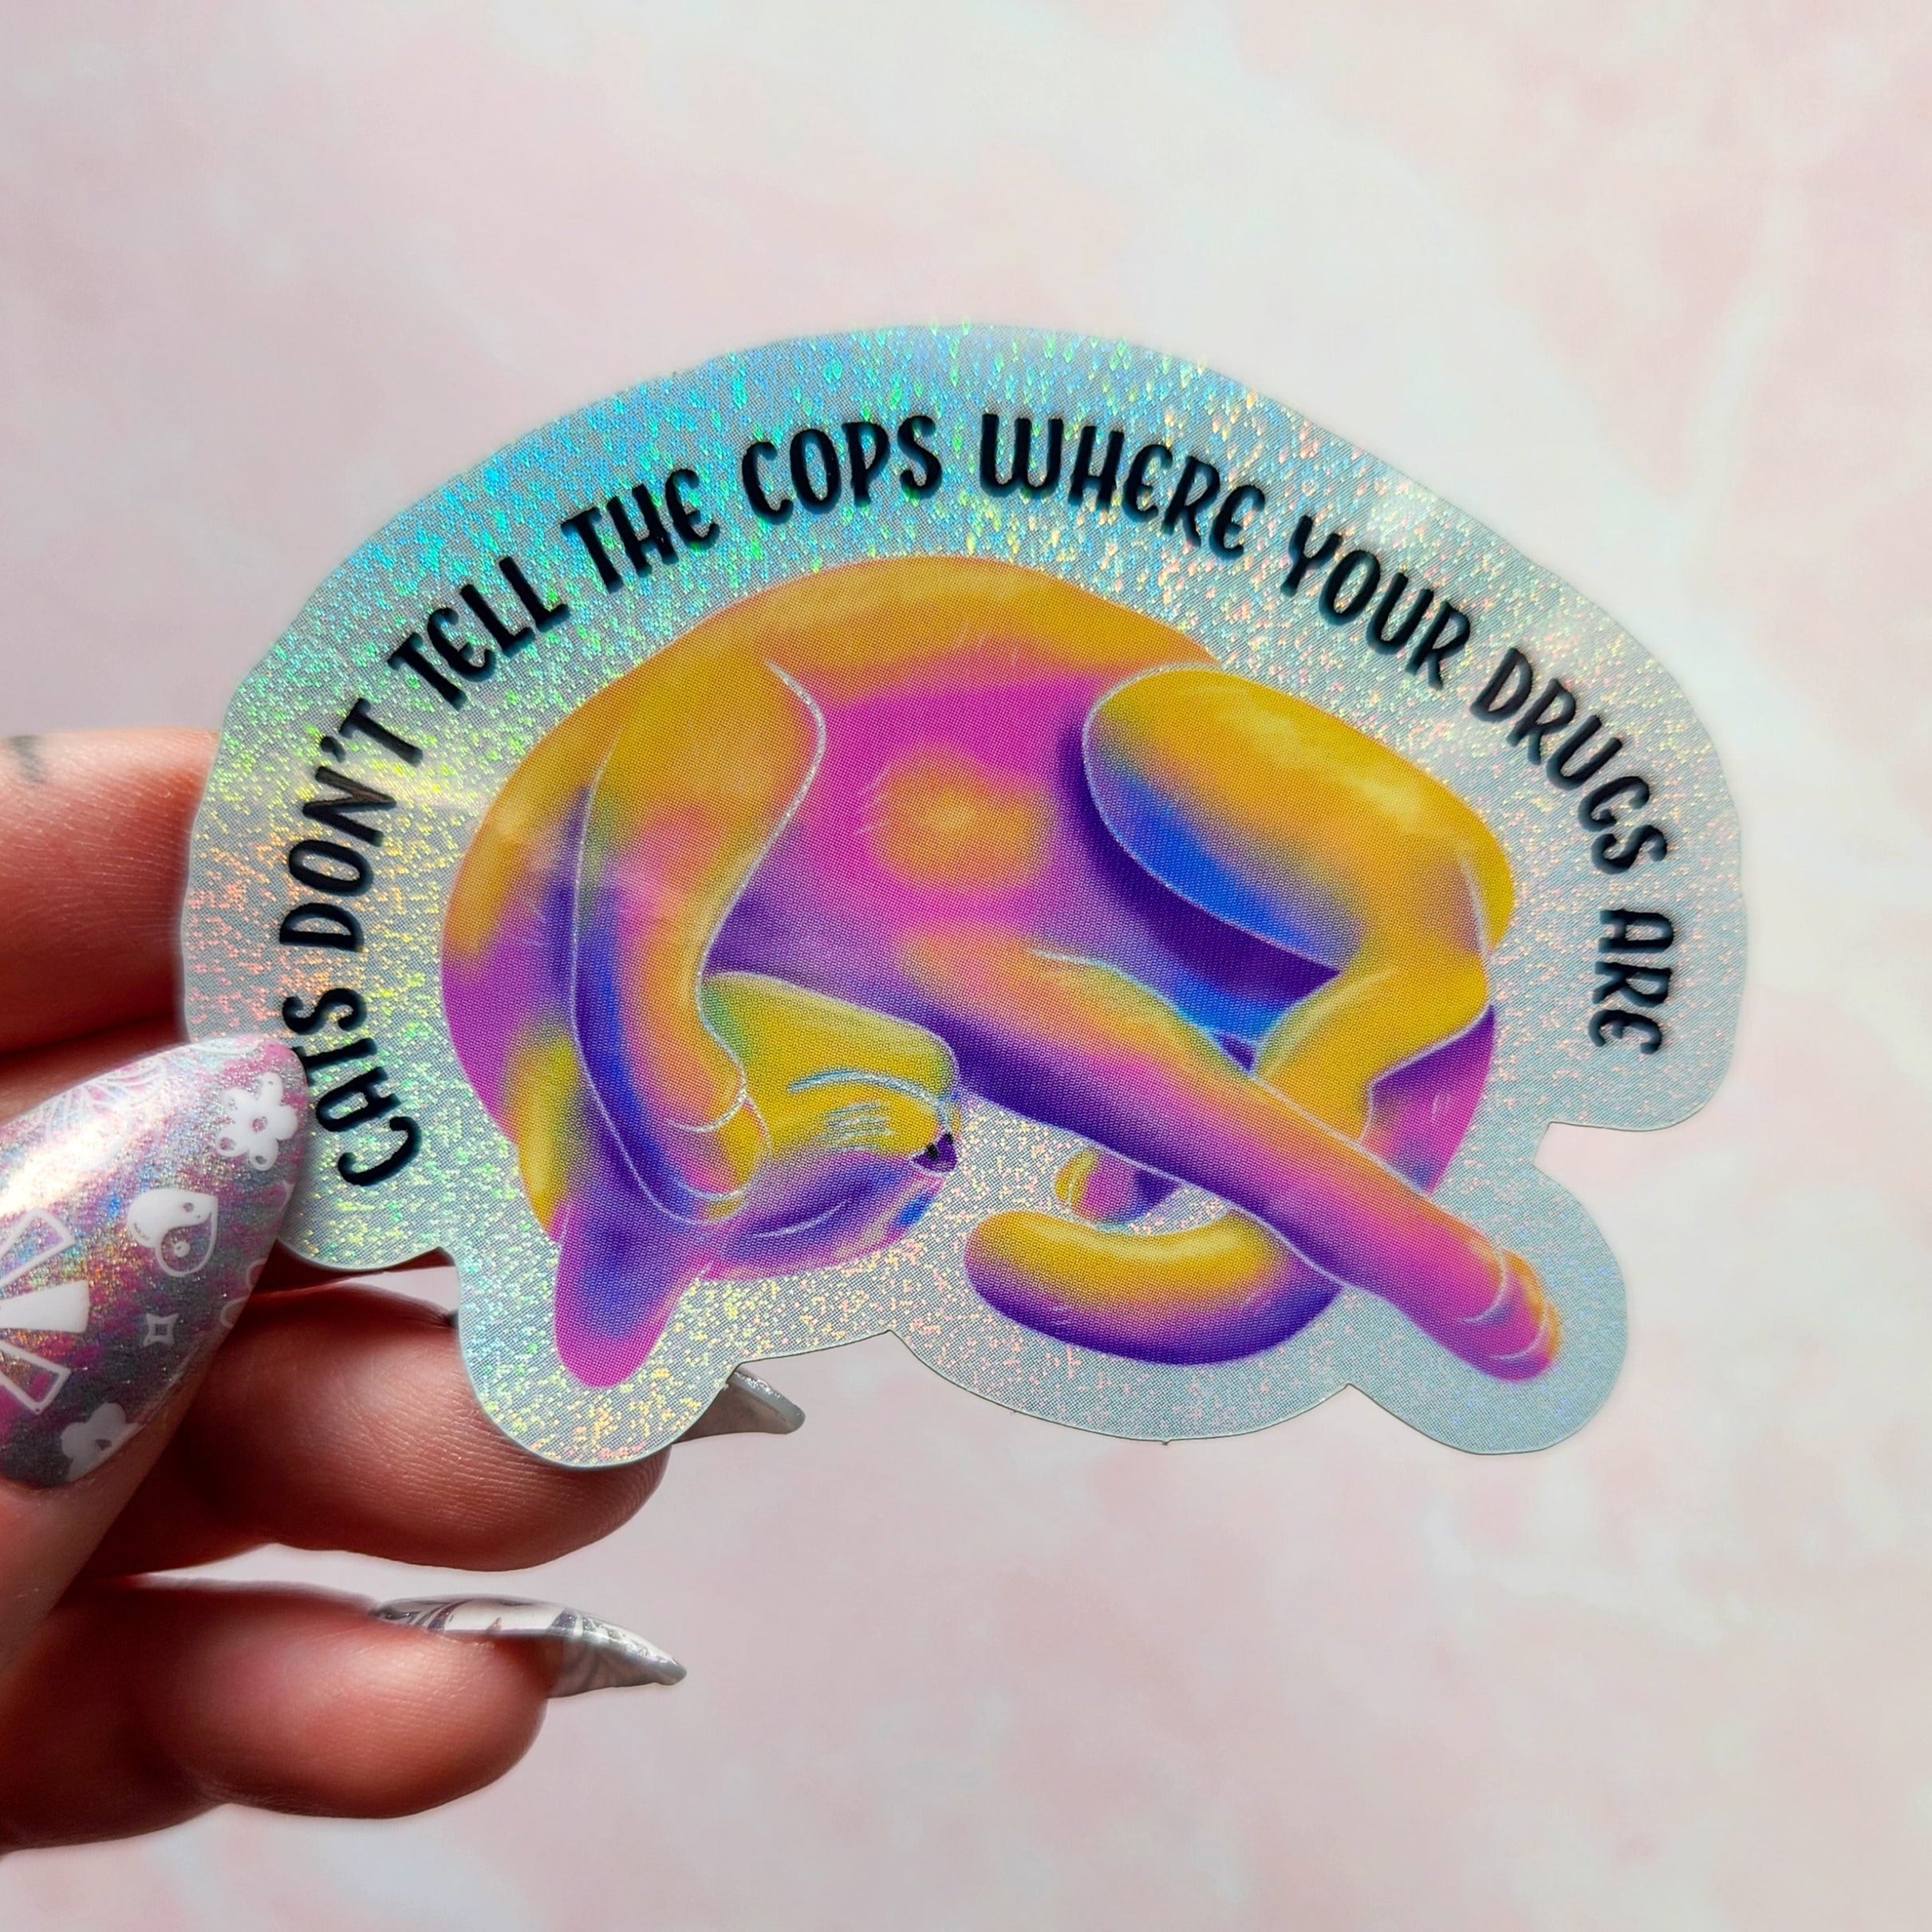 CATS DON'T TELL THE COPS WHERE YOUR DRUGS ARE